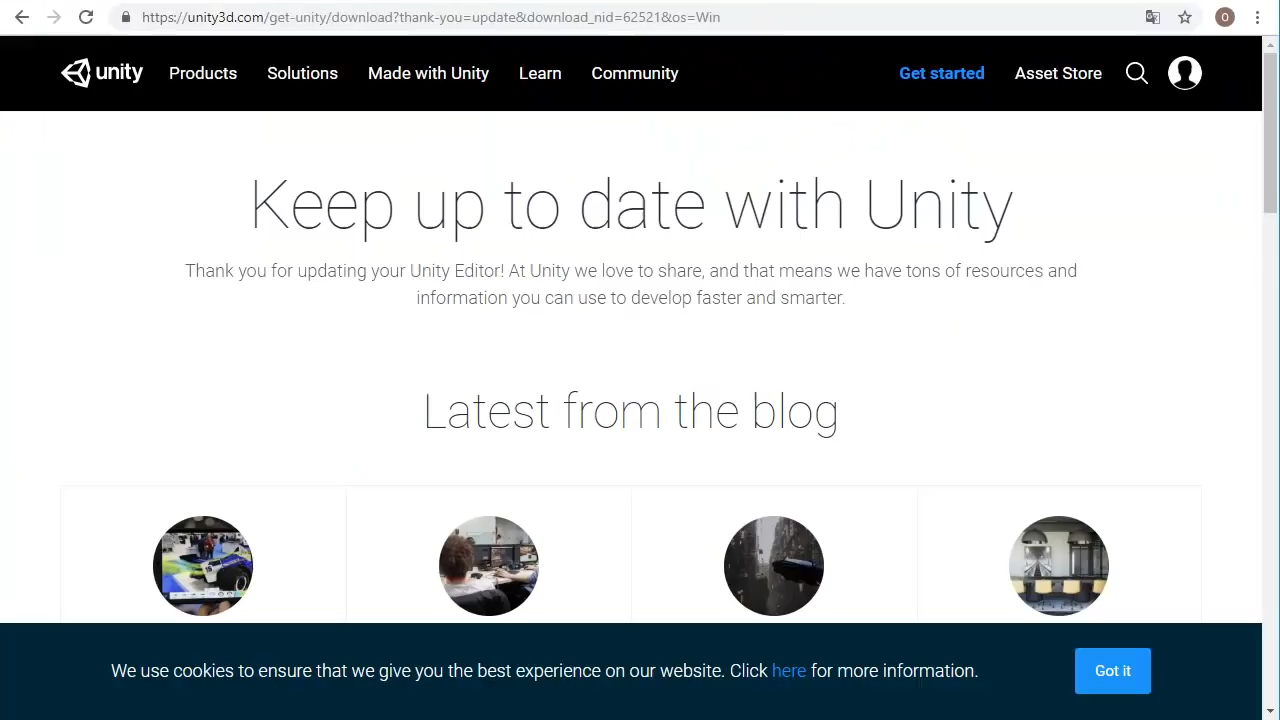 https://unity3d.com/get-unity/download?thank-you=update&download_nid=62521&os=Win
O
unity Products Solutions Made with Unity Learn Community Get started Asset Store
Keep up to date with Unity
Thank you for updating your Unity Editor! At Unity we love to share, and that means we have tons of resources and
information you can use to develop faster and smarter.
Latest from the blog
We use cookies to ensure that we give you the best experience on our website. Click here for more information. Got it